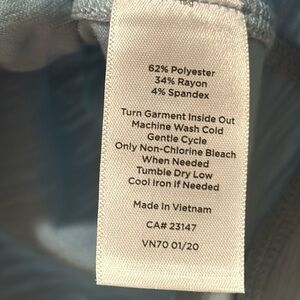 62% Polyester
34% Rayon
4% Spandex
Turn Garment Inside Out
Machine Wash Cold
Gentle Cycle
Only Non-Chlorine Bleach
When Needed
Tumble Dry Low
Cool Iron if Needed
Made in Vietnam
CA# 23147
VN70 01/20